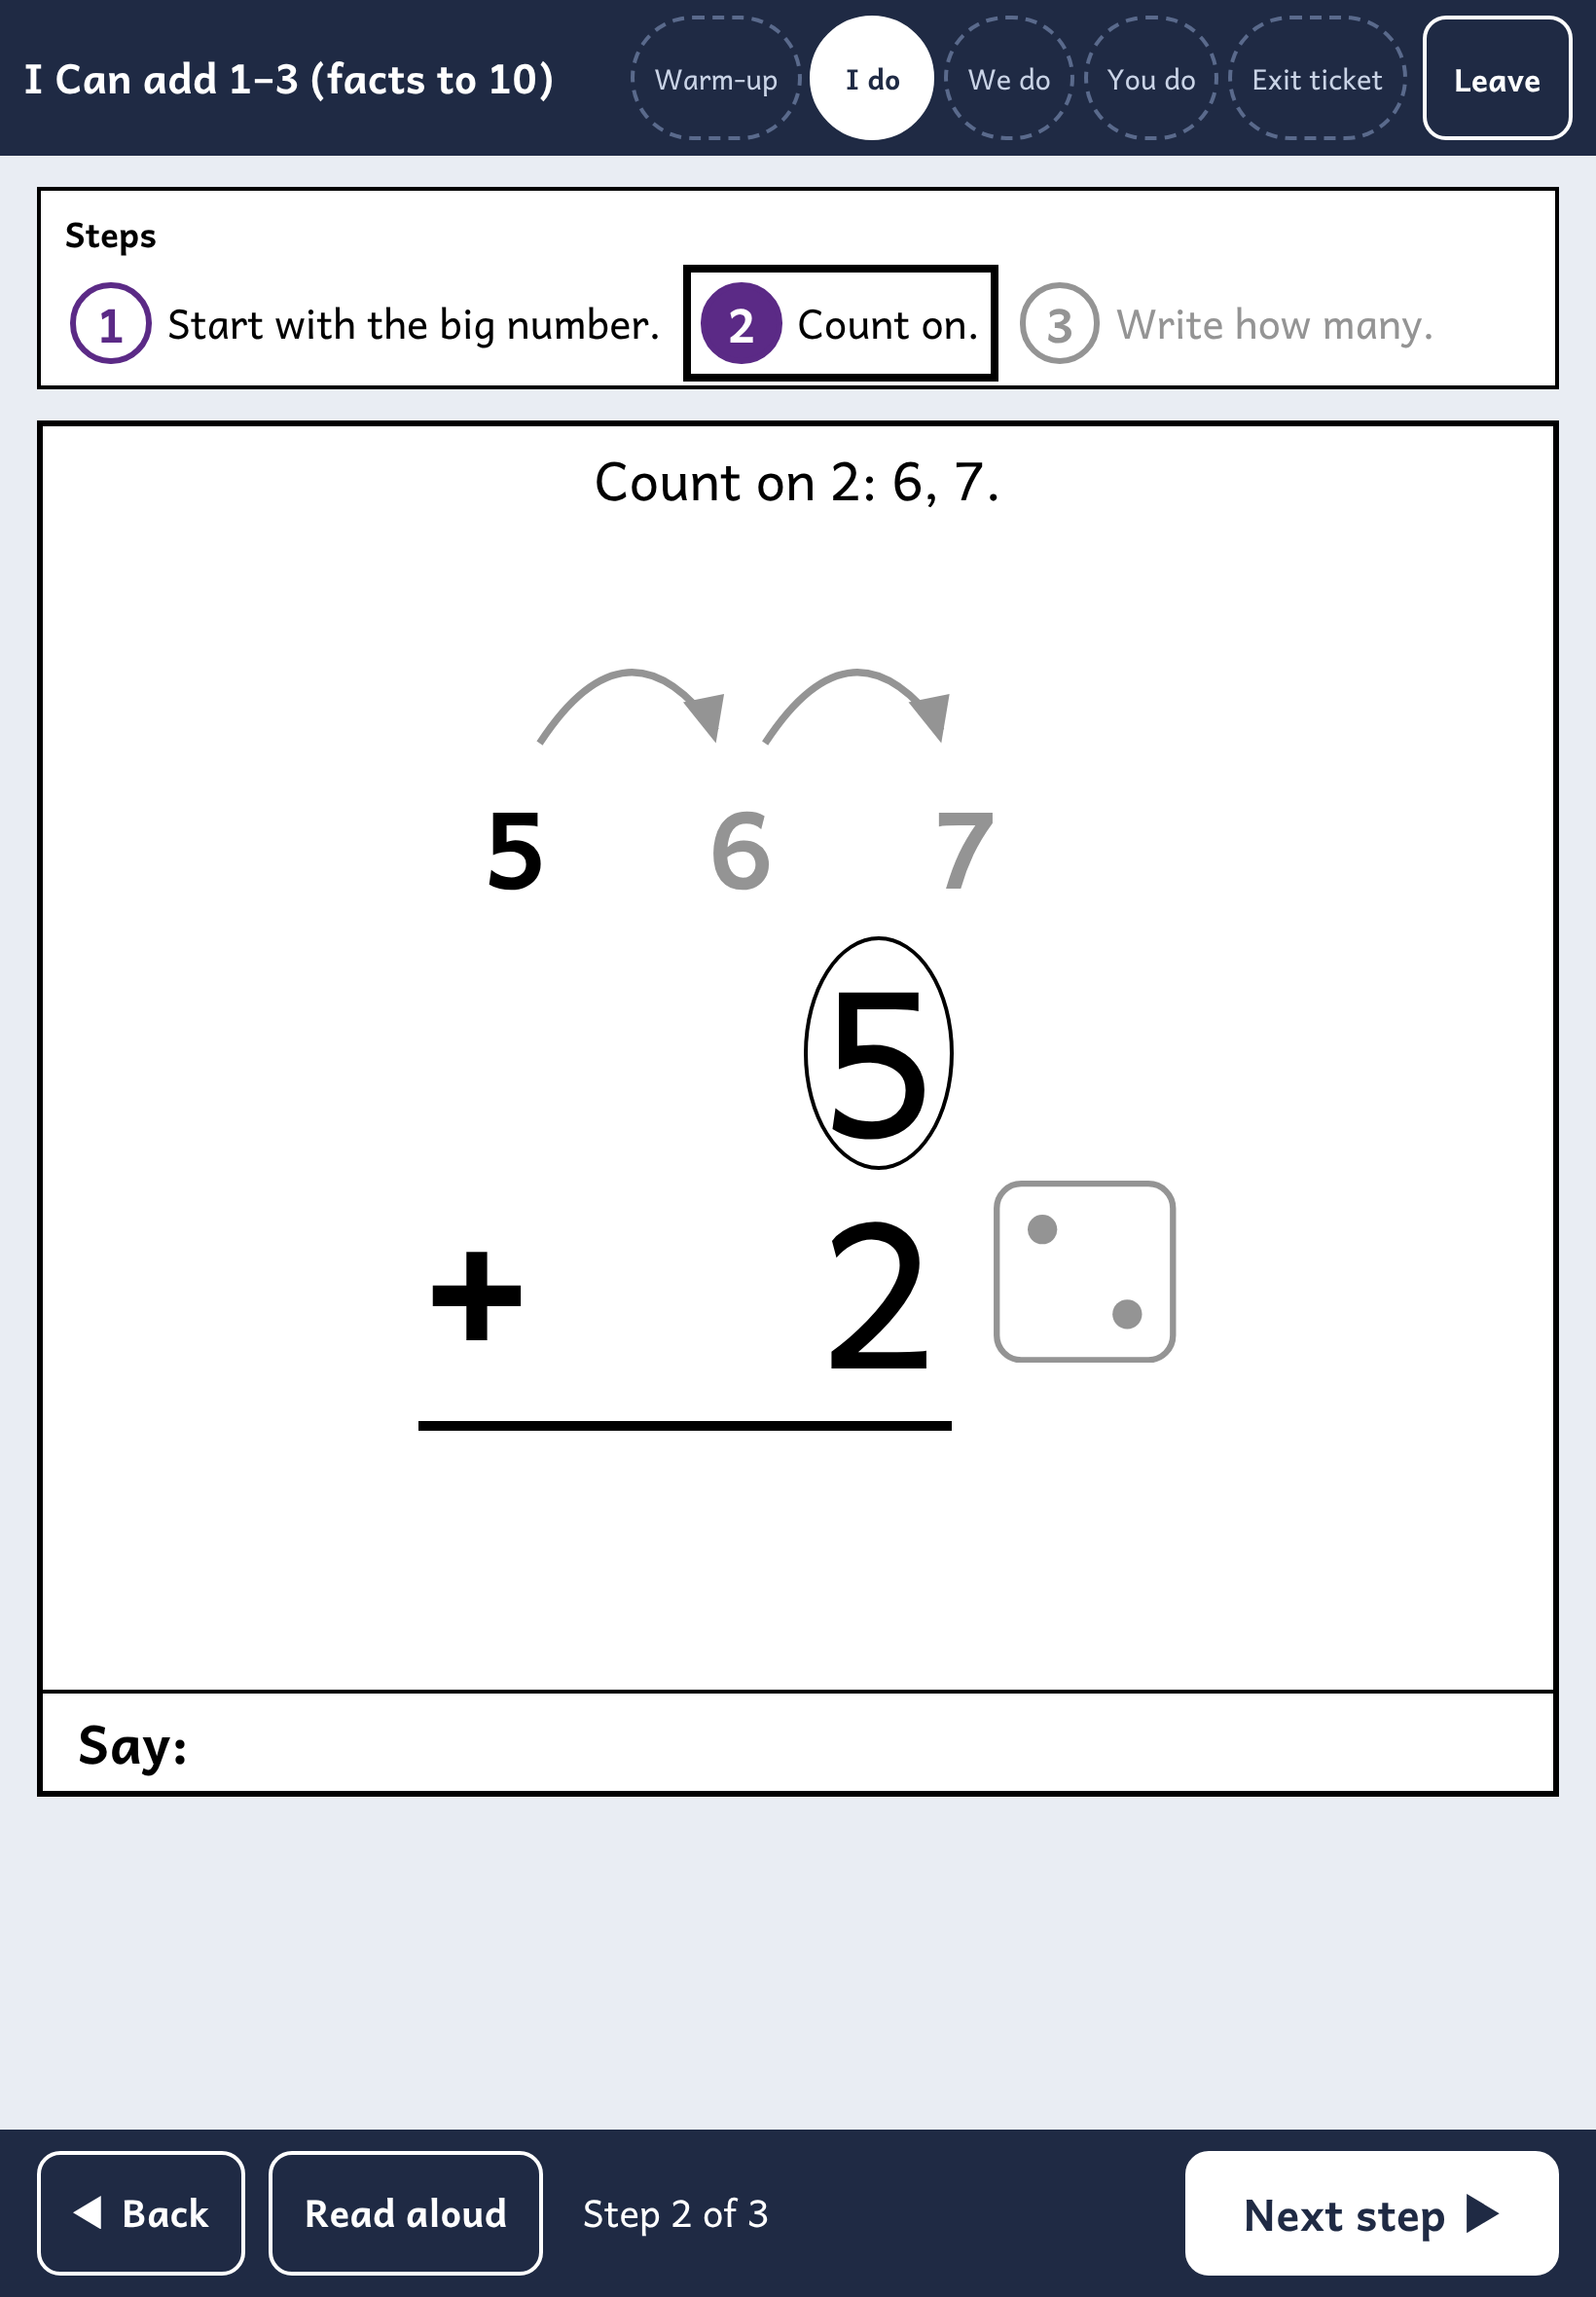 I Can add 1–3 (facts to 10)
Warm-up
I do
We do
You do
Exit ticket
Leave
Steps
1 Start with the big number.
2 Count on.
3 Write how many.
Count on 2: 6, 7.
5 6 7
5
+ 2
Say:
Back
Read aloud
Step 2 of 3
Next step